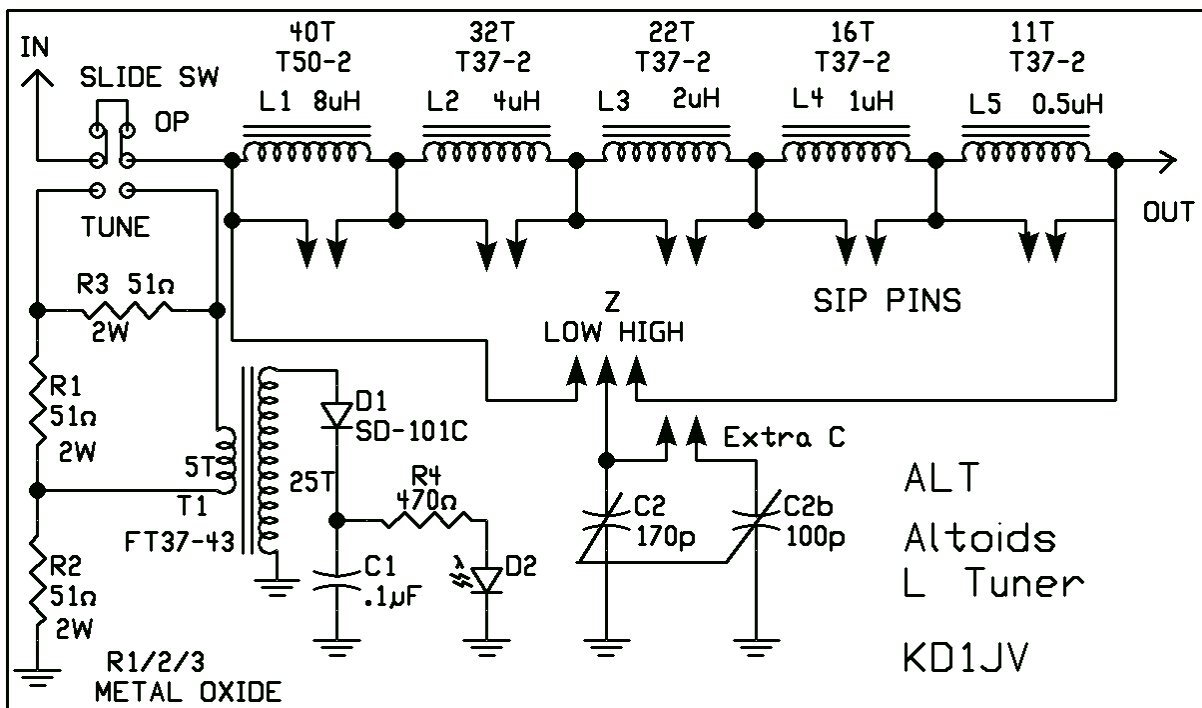 IN
SLIDE SW
OP
TUNE
40T
T50-2
L1 8uH
32T
T37-2
L2 4uH
22T
T37-2
L3 2uH
16T
T37-2
L4 1uH
11T
T37-2
L5 0.5uH
OUT
SIP PINS
Z
LOW HIGH
R3 51Ω
2W
R1
51Ω
2W
5T
T1
FT37-43
25T
D1
SD-101C
R4
470Ω
Extra C
C2
170p
C2b
100p
R2
51Ω
2W
C1
.1µF
λ
D2
R1/2/3
METAL OXIDE
ALT
Altoids
L Tuner
KD1JV